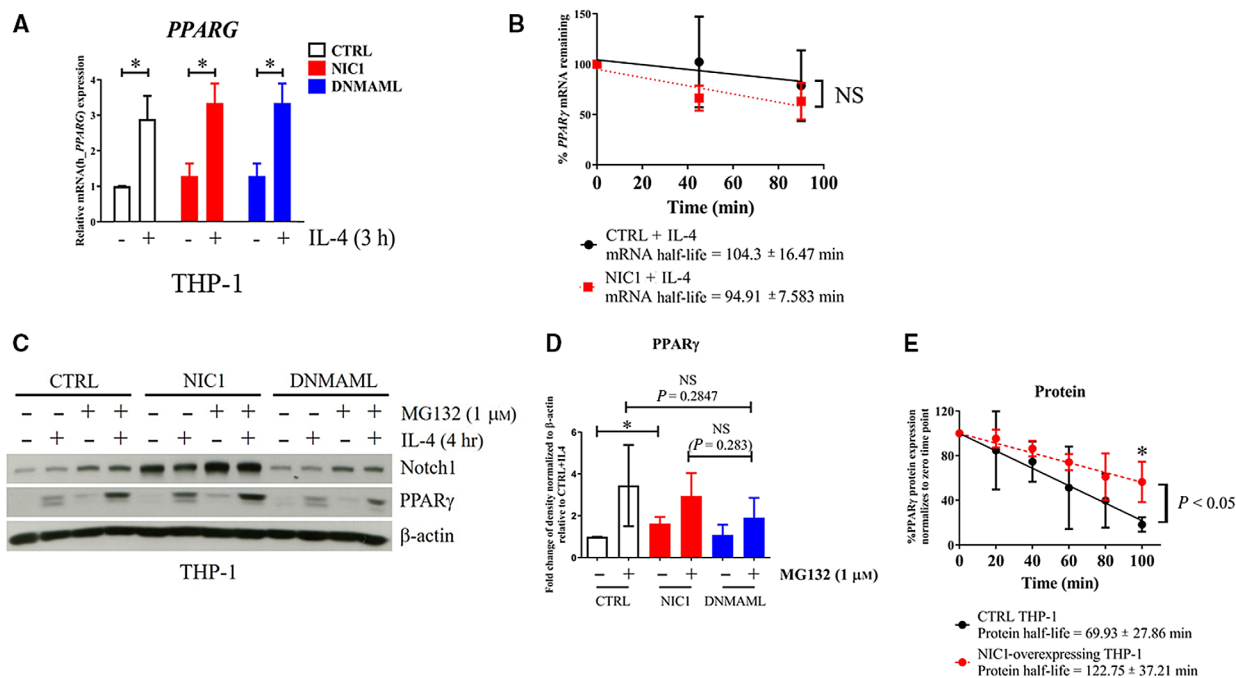 A
PPARG
CTRL
NIC1
DNMAML
Relative mRNA(h_PPARG) expression
4
3
2
1
0
* * *
- + - + - + IL-4 (3 h)
THP-1
B
% PPARγ mRNA remaining
150
100
50
0
NS
0 20 40 60 80 100
Time (min)
CTRL + IL-4
mRNA half-life = 104.3 ± 16.47 min
NIC1 + IL-4
mRNA half-life = 94.91 ± 7.583 min
C
CTRL NIC1 DNMAML
- - + + - - + + - - + + MG132 (1 µM)
- + - + - + - + - + - + IL-4 (4 hr)
Notch1
PPARγ
β-actin
THP-1
D
PPARγ
Fold change of density normalized to β-actin
relative to CTRL+IL4
6
4
2
0
NS
P = 0.2847
*
NS
(P = 0.283)
- + - + - + MG132 (1 µM)
CTRL NIC1 DNMAML
E
Protein
%PPARγ protein expression
normalizes to zero time point
120
80
40
0
*
P < 0.05
0 20 40 60 80 100
Time (min)
CTRL THP-1
Protein half-life = 69.93 ± 27.86 min
NIC1-overexpressing THP-1
Protein half-life = 122.75 ± 37.21 min